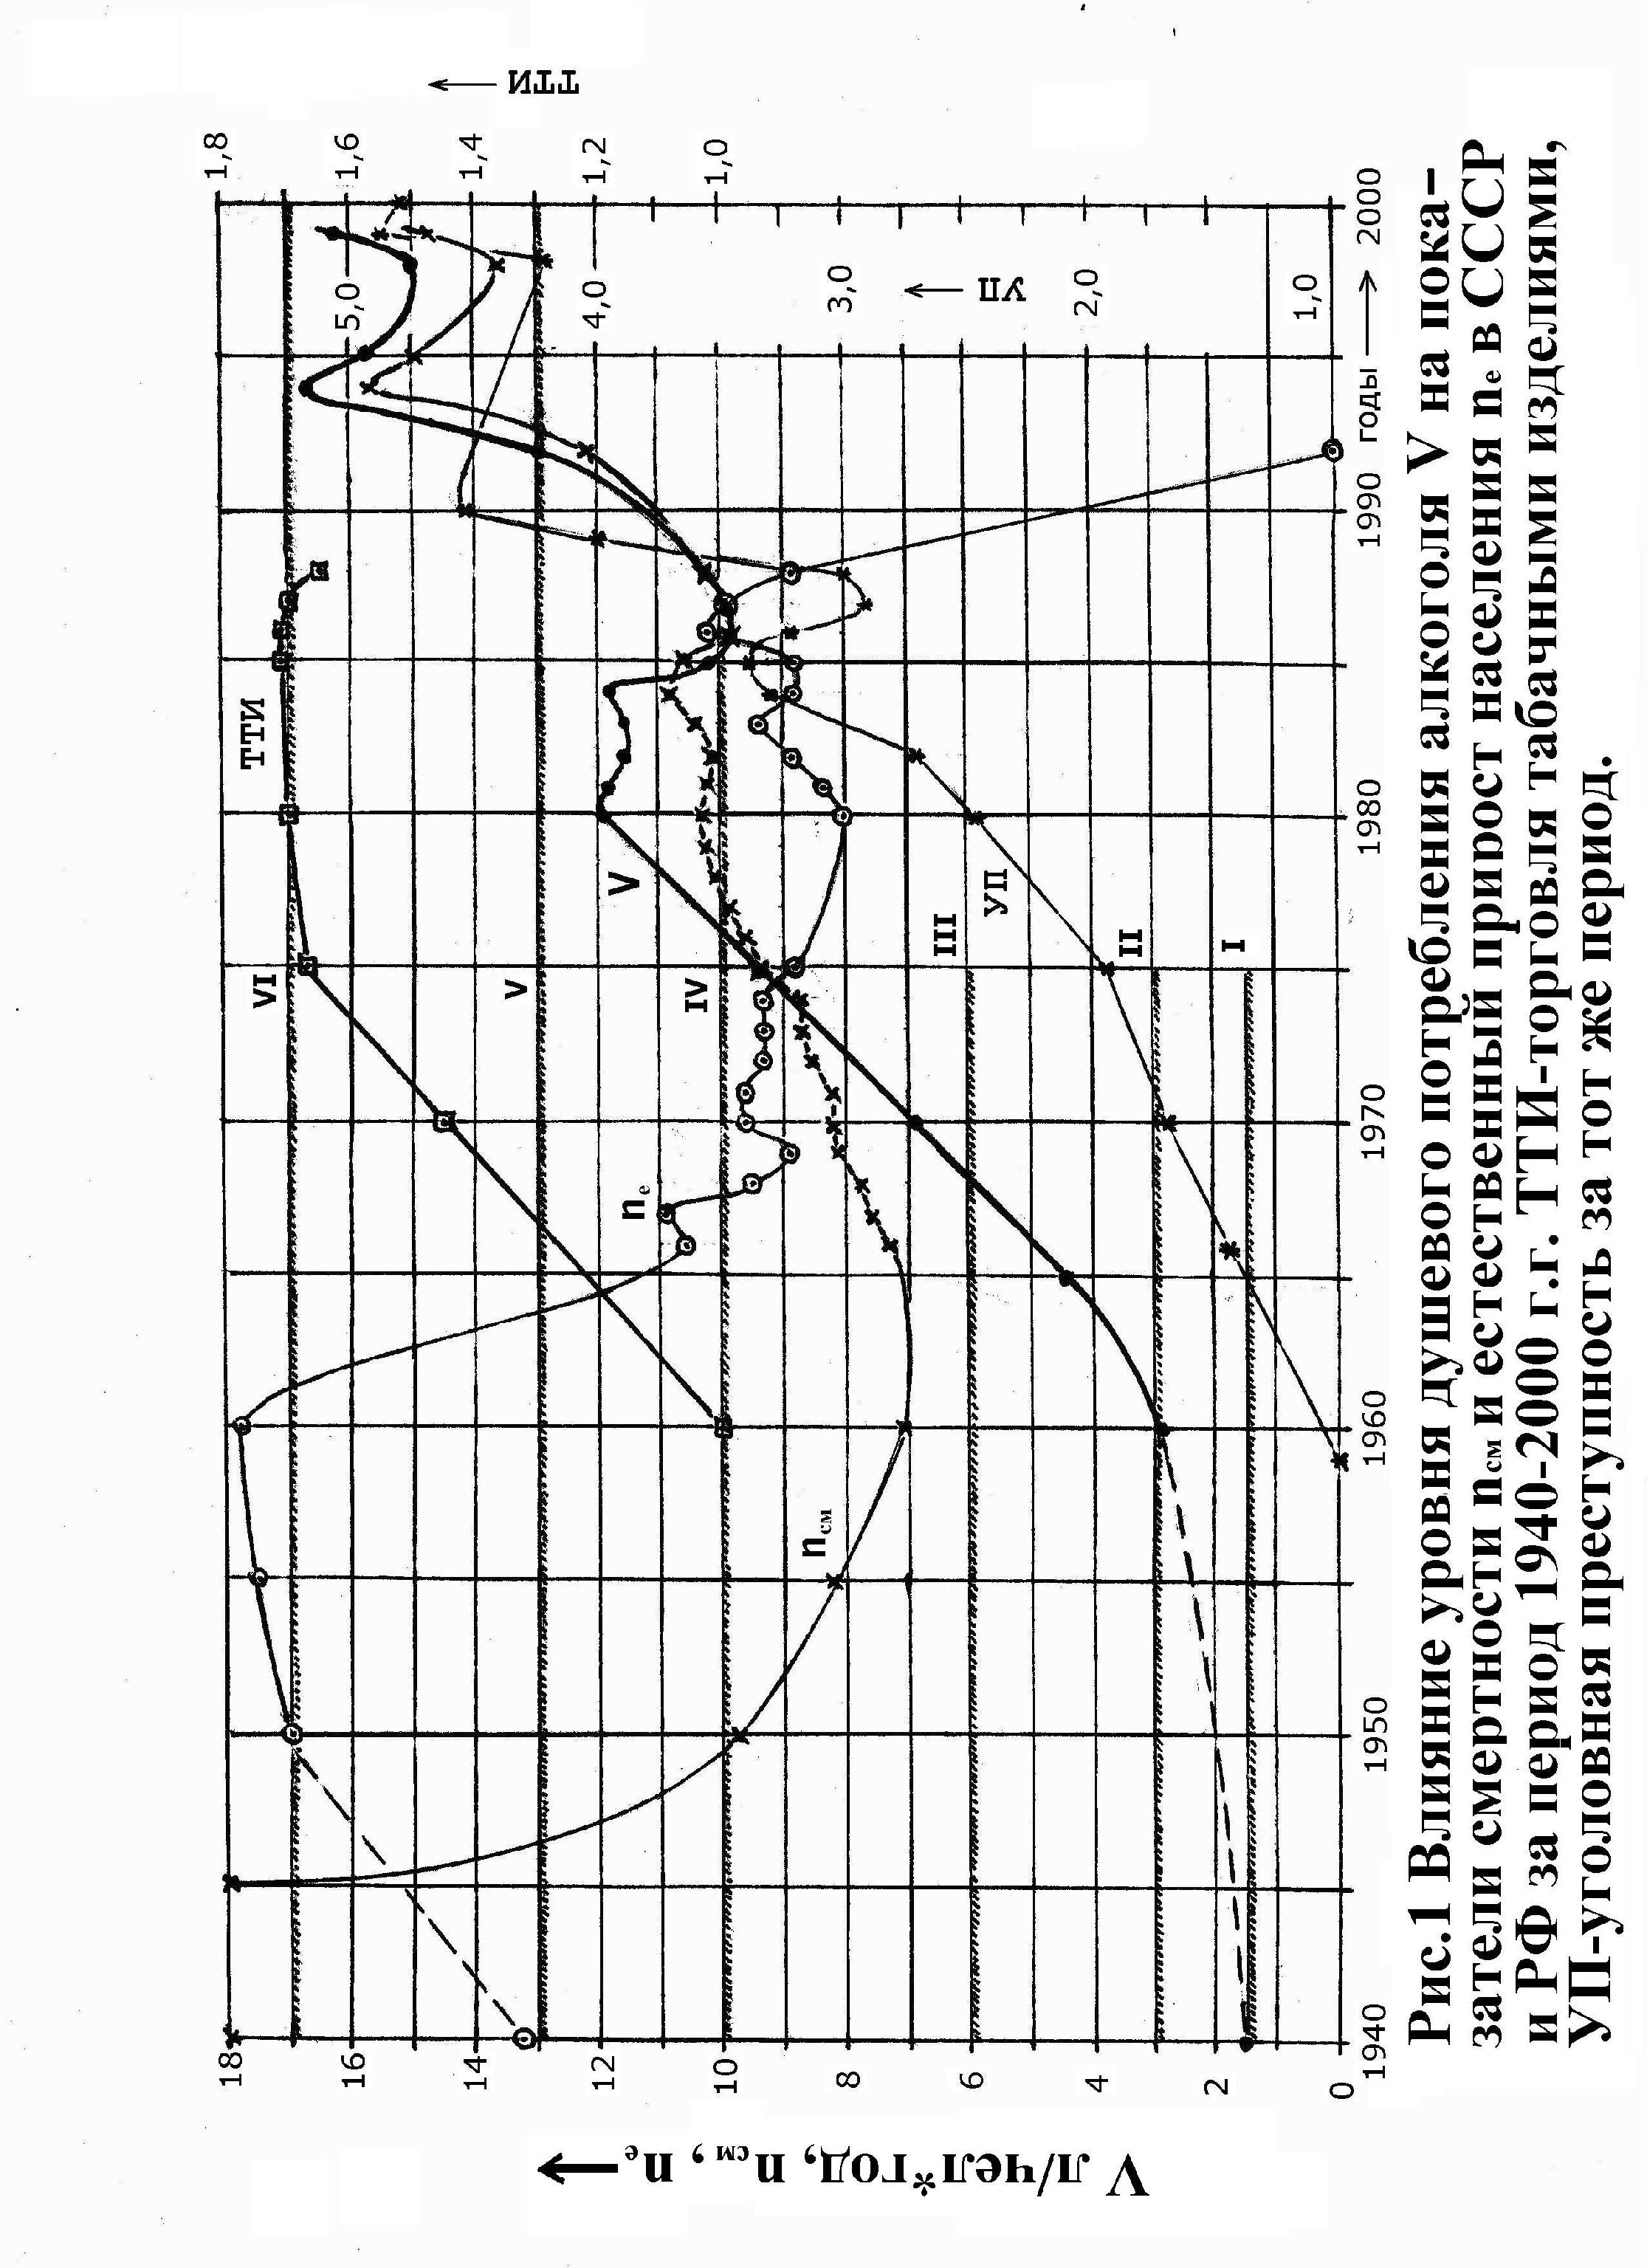 ТТИ
1,8
1,6
1,4
1,2
1,0
5,0
4,0
3,0
2,0
1,0
УП
ТТИ
VI
V
V
IV
III
II
I
УП
nе
nсм
18
16
14
12
10
8
6
4
2
0
V л/чел*год, nсм, nе
1940
1950
1960
1970
1980
1990
годы
2000
Рис.1 Влияние уровня душевого потребления алкоголя V на пока-
затели смертности nсм и естественный прирост населения nе в СССР
и РФ за период 1940-2000 г.г. ТТИ-торговля табачными изделиями,
УП-уголовная преступность за тот же период.